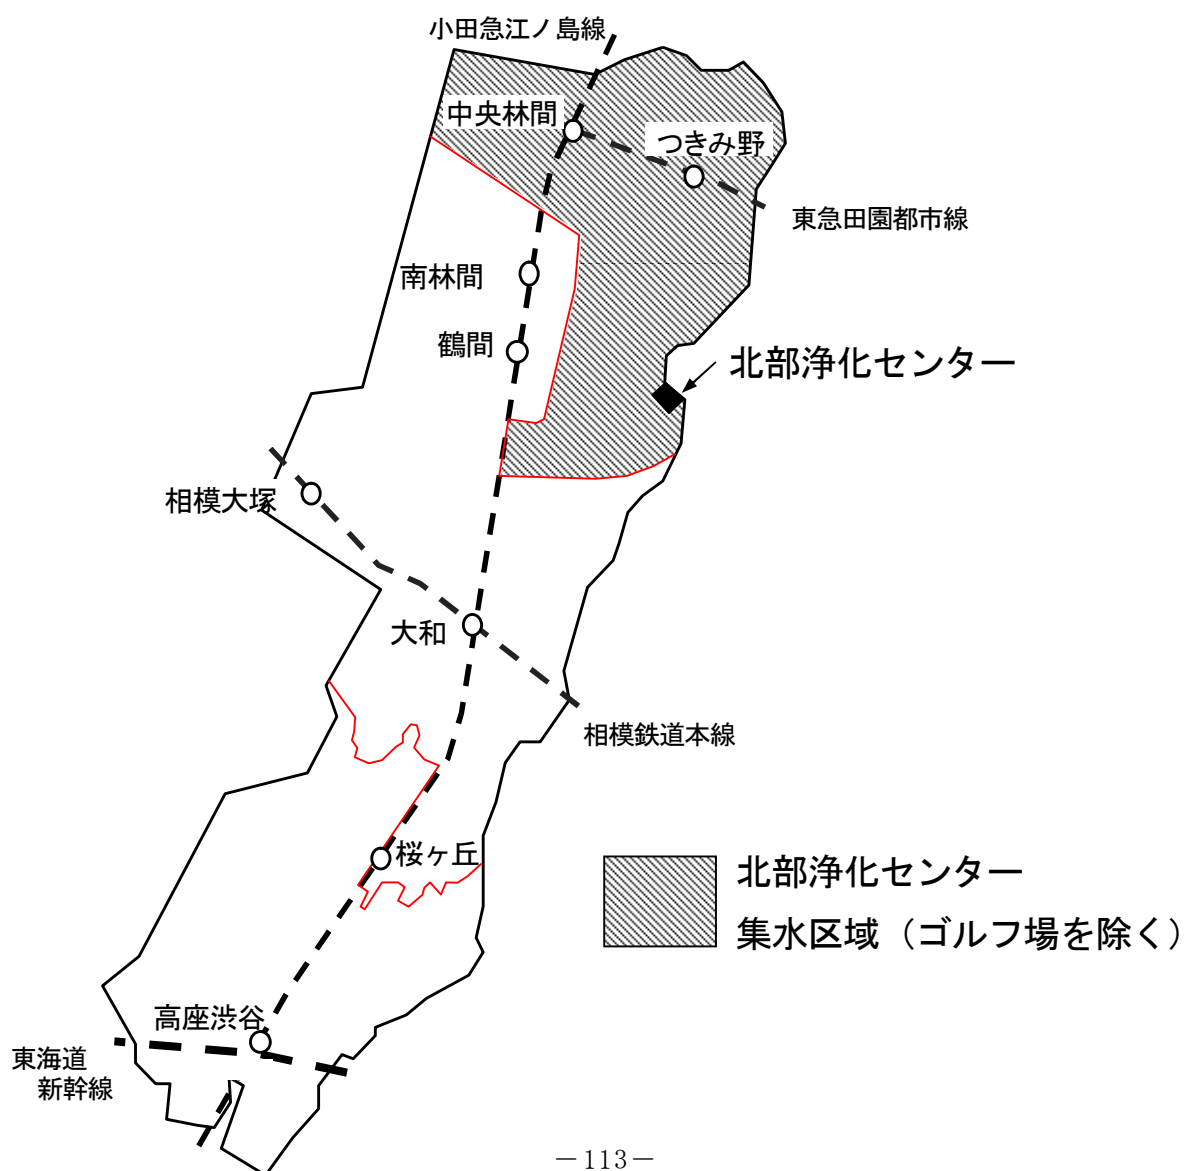 小田急江ノ島線
中央林間
つきみ野
東急田園都市線
南林間
鶴間
北部浄化センター
相模大塚
大和
相模鉄道本線
桜ヶ丘
北部浄化センター
集水区域（ゴルフ場を除く）
高座渋谷
東海道
新幹線
－113－